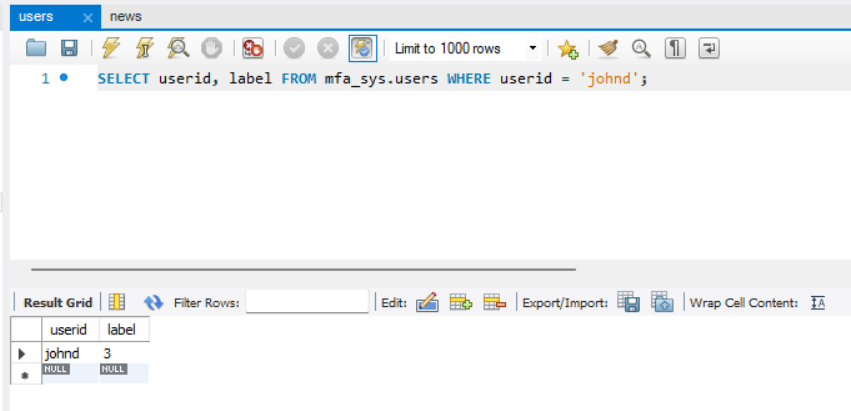 users × news
Limit to 1000 rows
1 SELECT userid, label FROM mfa_sys.users WHERE userid = 'johnd';
Result Grid Filter Rows: Edit: Export/Import: Wrap Cell Content: IA
userid label
johnd 3
NULL NULL